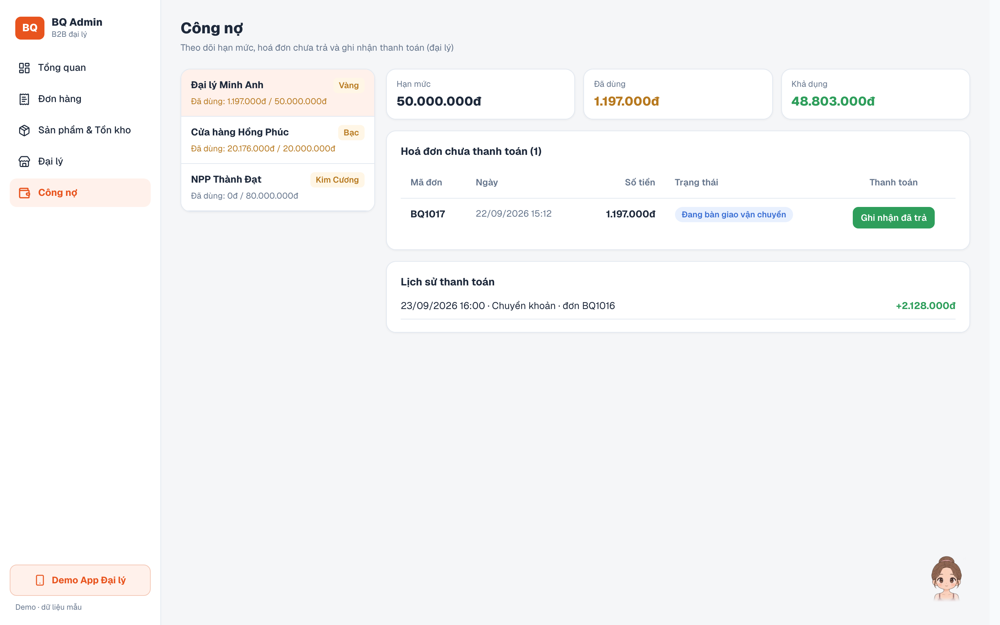 BQ
BQ Admin
B2B đại lý
Tổng quan
Đơn hàng
Sản phẩm & Tồn kho
Đại lý
Công nợ
Demo App Đại lý
Demo · dữ liệu mẫu
Công nợ
Theo dõi hạn mức, hoá đơn chưa trả và ghi nhận thanh toán (đại lý)
Đại lý Minh Anh Vàng
Đã dùng: 1.197.000đ / 50.000.000đ
Cửa hàng Hồng Phúc Bạc
Đã dùng: 20.176.000đ / 20.000.000đ
NPP Thành Đạt Kim Cương
Đã dùng: 0đ / 80.000.000đ
Hạn mức
50.000.000đ
Đã dùng
1.197.000đ
Khả dụng
48.803.000đ
Hoá đơn chưa thanh toán (1)
Mã đơn Ngày Số tiền Trạng thái Thanh toán
BQ1017 22/09/2026 15:12 1.197.000đ Đang bàn giao vận chuyển Ghi nhận đã trả
Lịch sử thanh toán
23/09/2026 16:00 · Chuyển khoản · đơn BQ1016 +2.128.000đ